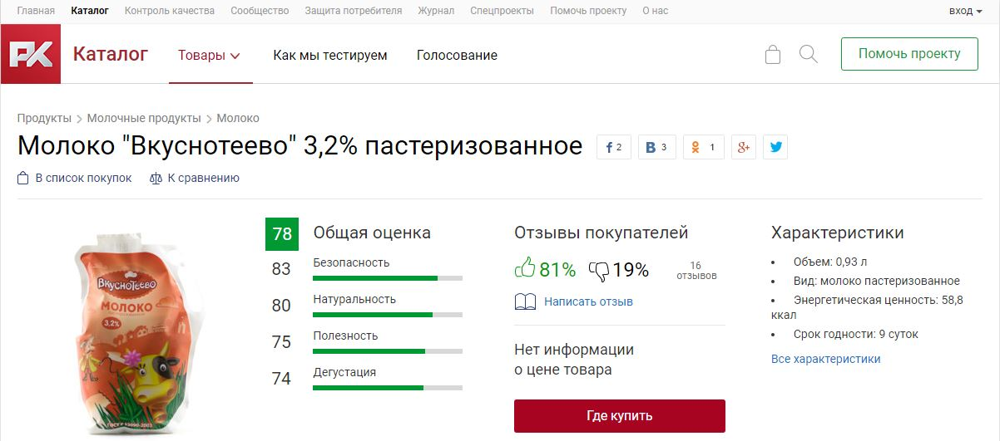 Главная Каталог Контроль качества Сообщество Защита потребителя Журнал Спецпроекты Помочь проекту О нас вход
РК Каталог Товары Как мы тестируем Голосование Помочь проекту
Продукты > Молочные продукты > Молоко
Молоко "Вкуснотеево" 3,2% пастеризованное 2 3 1
В список покупок К сравнению
78 Общая оценка
83 Безопасность
80 Натуральность
75 Полезность
74 Дегустация
Отзывы покупателей
81% 19% 16 отзывов
Написать отзыв
Нет информации
о цене товара
Где купить
Характеристики
• Объем: 0,93 л
• Вид: молоко пастеризованное
• Энергетическая ценность: 58,8
ккал
• Срок годности: 9 суток
Все характеристики
ВКУСНОТЕЕВО
МОЛОКО
3,2%